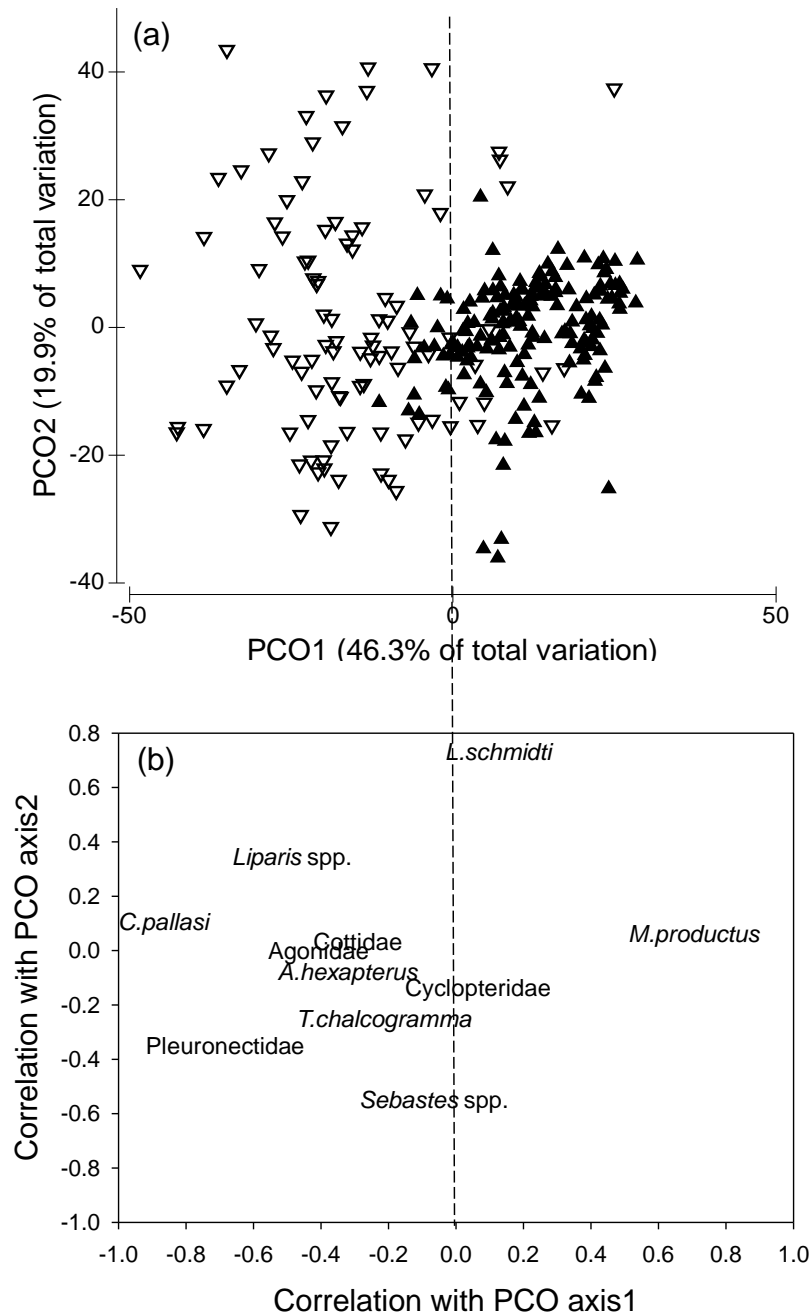 (a)
40
20
0
-20
-40
PCO2 (19.9% of total variation)
-50
0
50
PCO1 (46.3% of total variation)
0.8
(b)
L.schmidti
0.6
0.4
Liparis spp.
0.2
C.pallasi
M.productus
Cottidae
0.0
Agonidae
A.hexapterus
Cyclopteridae
-0.2
T.chalcogramma
Pleuronectidae
-0.4
Sebastes spp.
-0.6
-0.8
-1.0
Correlation with PCO axis2
-1.0 -0.8 -0.6 -0.4 -0.2 0.0 0.2 0.4 0.6 0.8 1.0
Correlation with PCO axis1